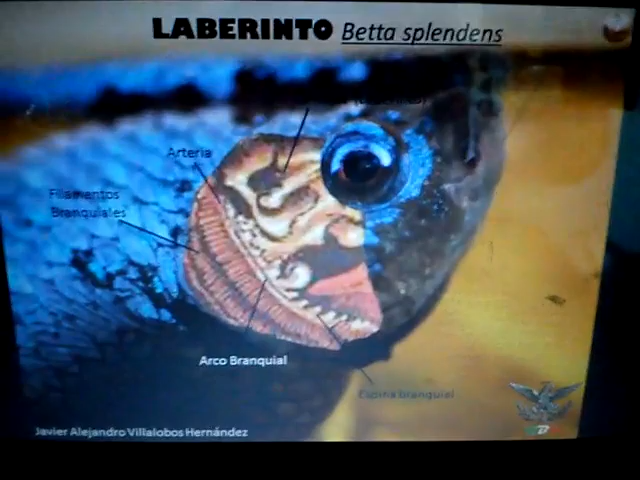 LABERINTO Betta splendens
Arteria
Filamentos
Branquiales
Arco Branquial
Espina branquial
Javier Alejandro Villalobos Hernández